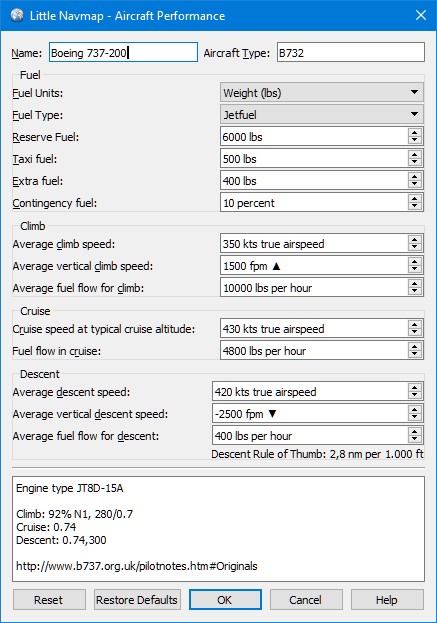 Little Navmap - Aircraft Performance
Name: Boeing 737-200 Aircraft Type: B732
Fuel
Fuel Units: Weight (lbs)
Fuel Type: Jetfuel
Reserve Fuel: 6000 lbs
Taxi fuel: 500 lbs
Extra fuel: 400 lbs
Contingency fuel: 10 percent
Climb
Average climb speed: 350 kts true airspeed
Average vertical climb speed: 1500 fpm ▲
Average fuel flow for climb: 10000 lbs per hour
Cruise
Cruise speed at typical cruise altitude: 430 kts true airspeed
Fuel flow in cruise: 4800 lbs per hour
Descent
Average descent speed: 420 kts true airspeed
Average vertical descent speed: -2500 fpm ▼
Average fuel flow for descent: 400 lbs per hour
Descent Rule of Thumb: 2,8 nm per 1.000 ft
Engine type JT8D-15A
Climb: 92% N1, 280/0.7
Cruise: 0.74
Descent: 0.74,300
http://www.b737.org.uk/pilotnotes.htm#Originals
Reset Restore Defaults OK Cancel Help